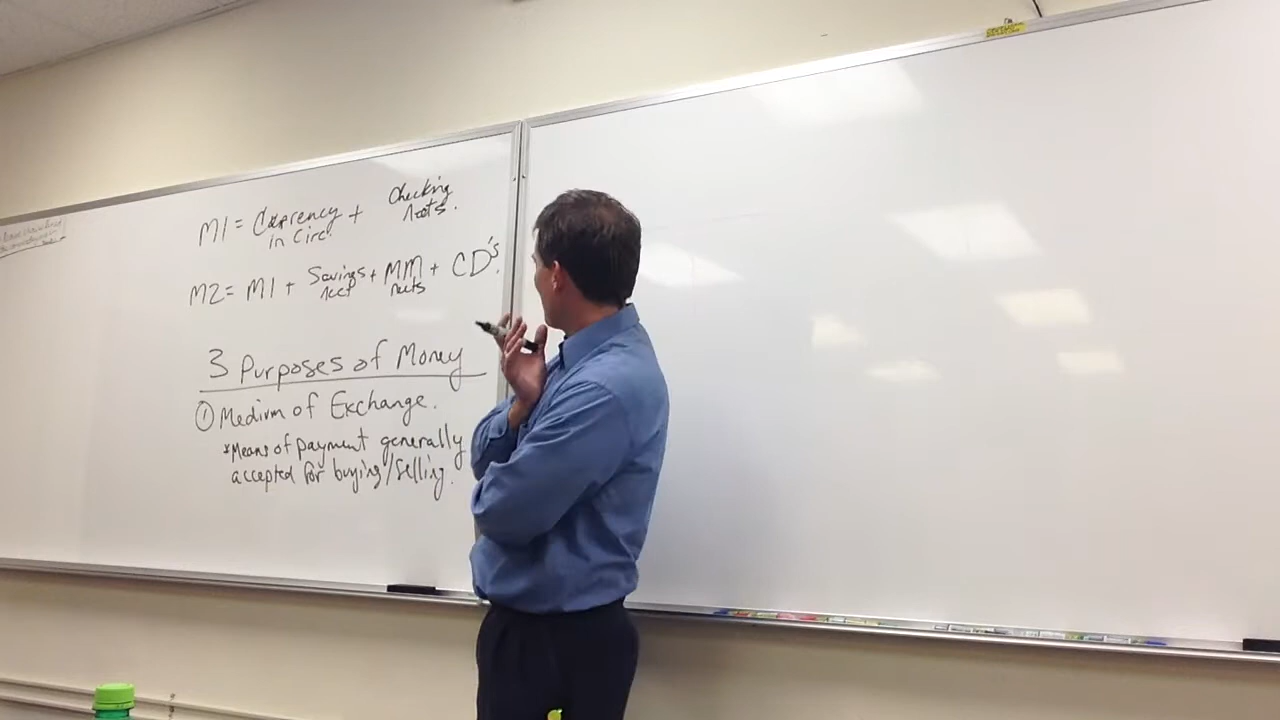 M1 = Currency + Checking Accts.
in Circ
M2 = M1 + Savings + MM + CD's.
Acct Accts
3 Purposes of Money
① Medium of Exchange.
*Means of payment generally
accepted for buying/selling.